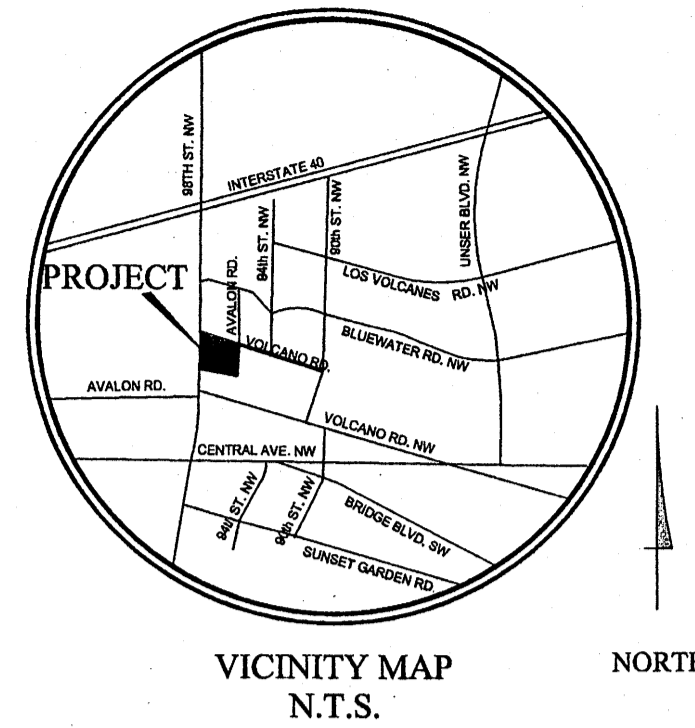 98TH ST. NW
INTERSTATE 40
UNSER BLVD. NW
94th ST. NW
90th ST. NW
AVALON RD.
LOS VOLCANES RD. NW
PROJECT
BLUEWATER RD. NW
VOLCANO RD.
AVALON RD.
VOLCANO RD. NW
CENTRAL AVE. NW
94th ST. NW
90th ST. NW
BRIDGE BLVD. SW
SUNSET GARDEN RD.
VICINITY MAP
N.T.S.
NORTH